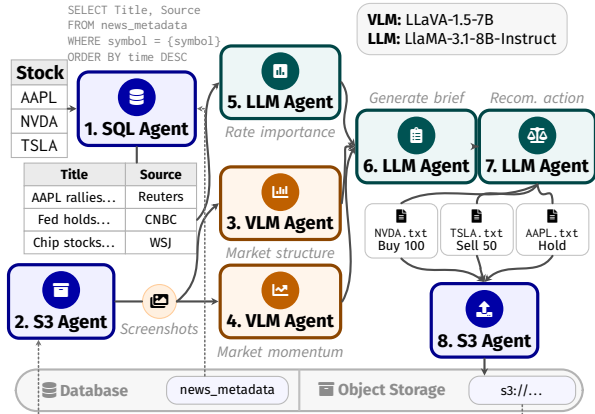 SELECT Title, Source
FROM news_metadata
WHERE symbol = {symbol}
ORDER BY time DESC
VLM: LLaVA-1.5-7B
LLM: LLaMA-3.1-8B-Instruct
Stock
AAPL
NVDA
TSLA
1. SQL Agent
5. LLM Agent
Rate importance
Generate brief
6. LLM Agent
Recom. action
7. LLM Agent
Title Source
AAPL rallies... Reuters
Fed holds... CNBC
Chip stocks... WSJ
3. VLM Agent
Market structure
NVDA.txt
Buy 100
TSLA.txt
Sell 50
AAPL.txt
Hold
2. S3 Agent
Screenshots
4. VLM Agent
Market momentum
8. S3 Agent
Database
news_metadata
Object Storage
s3://...